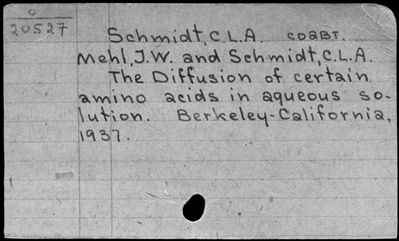 0
20527
Schmidt, C.L.A. COABT.
Mehl, J.W. and Schmidt, C.L.A.
The Diffusion of certain
amino acids in aqueous so-
lution. Berkeley-California,
1937.